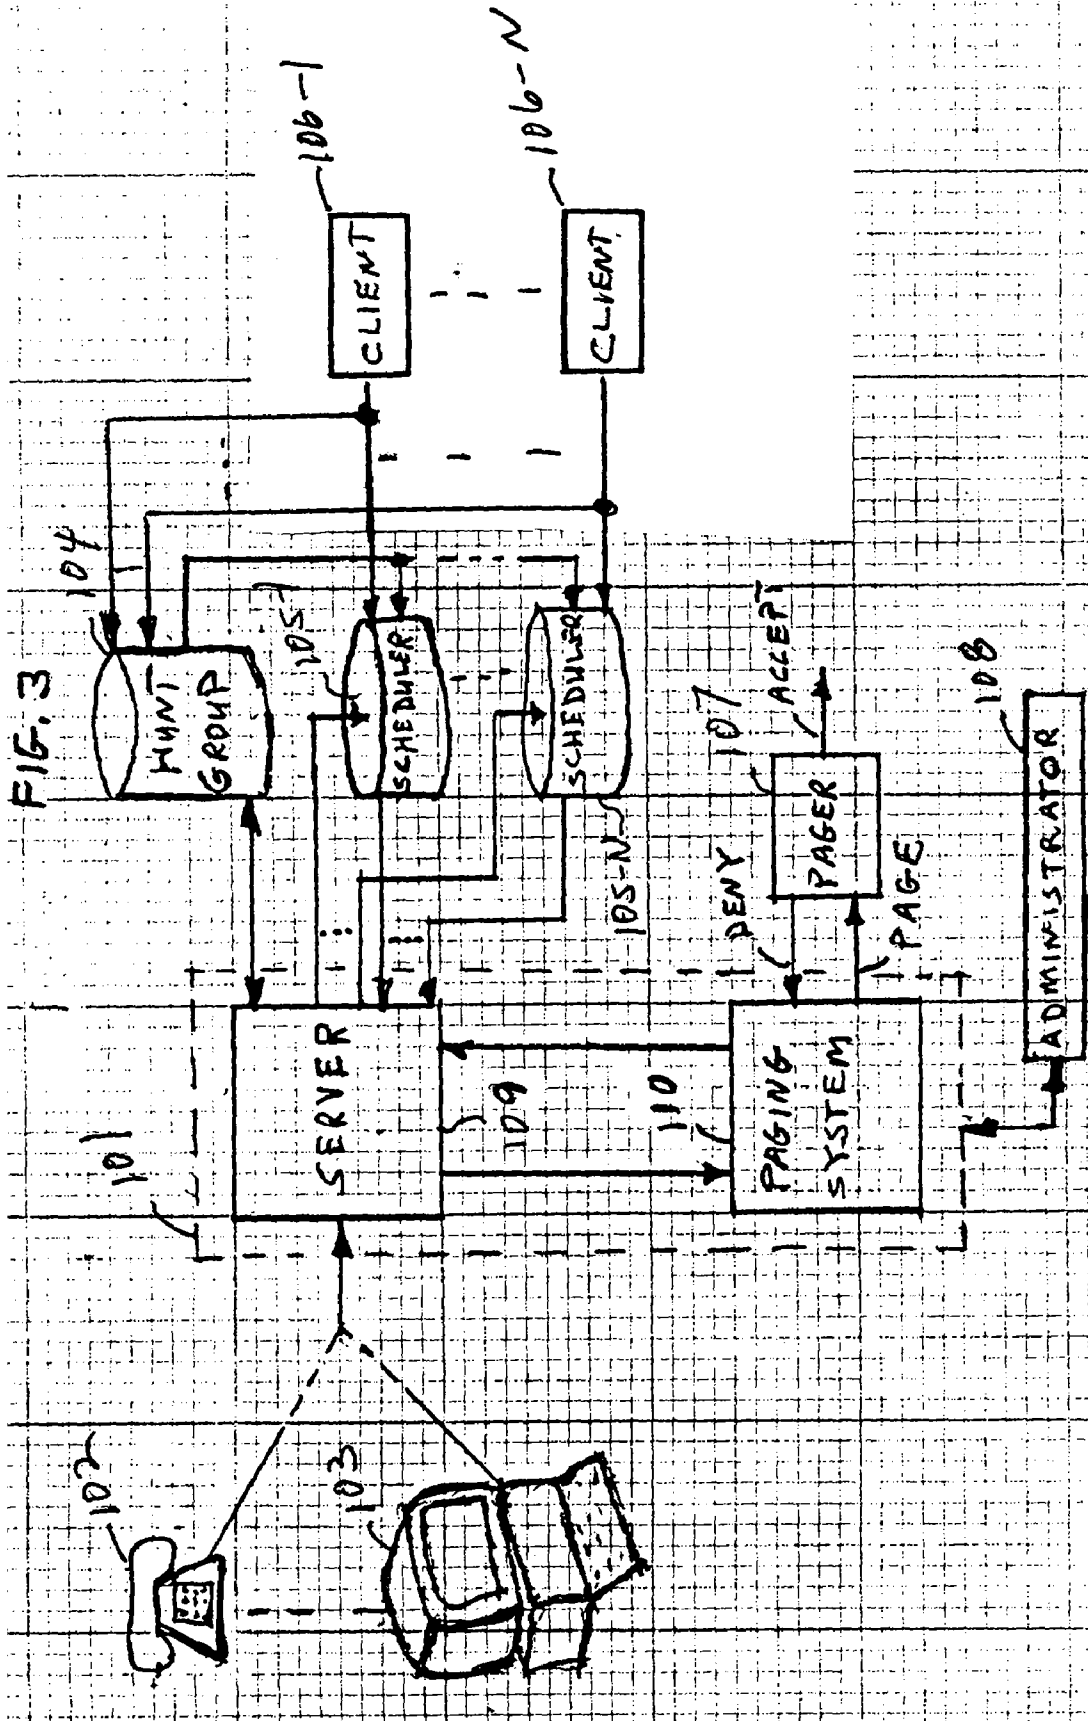 FIG. 3
102
103
101
SERVER
109
110
PAGING
SYSTEM
HUNT
GROUP
104
SCHEDULER
105-1
SCHEDULER
105-N
CLIENT
106-1
CLIENT
106-N
DENY
PAGE
PAGER
107
ACCEPT
ADMINISTRATOR
108